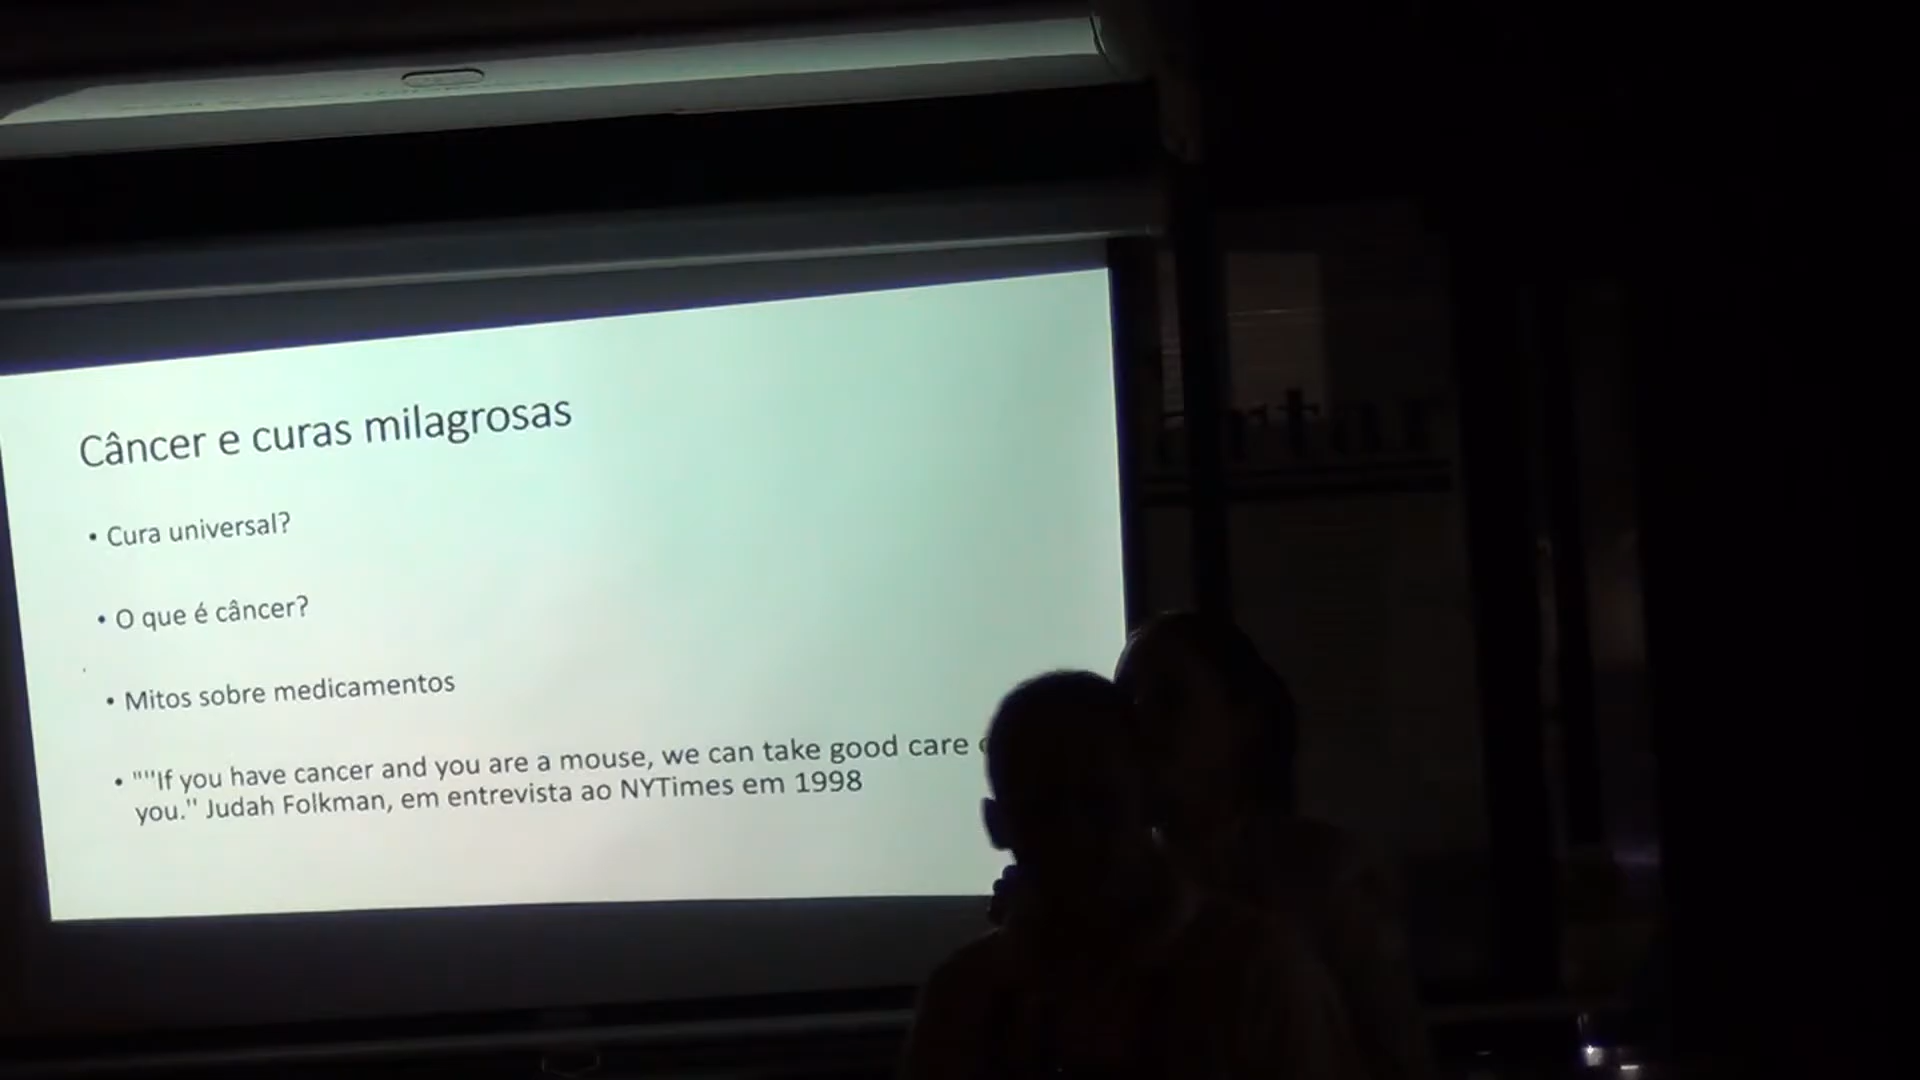 Câncer e curas milagrosas
• Cura universal?
• O que é câncer?
• Mitos sobre medicamentos
• ""If you have cancer and you are a mouse, we can take good care
you." Judah Folkman, em entrevista ao NYTimes em 1998